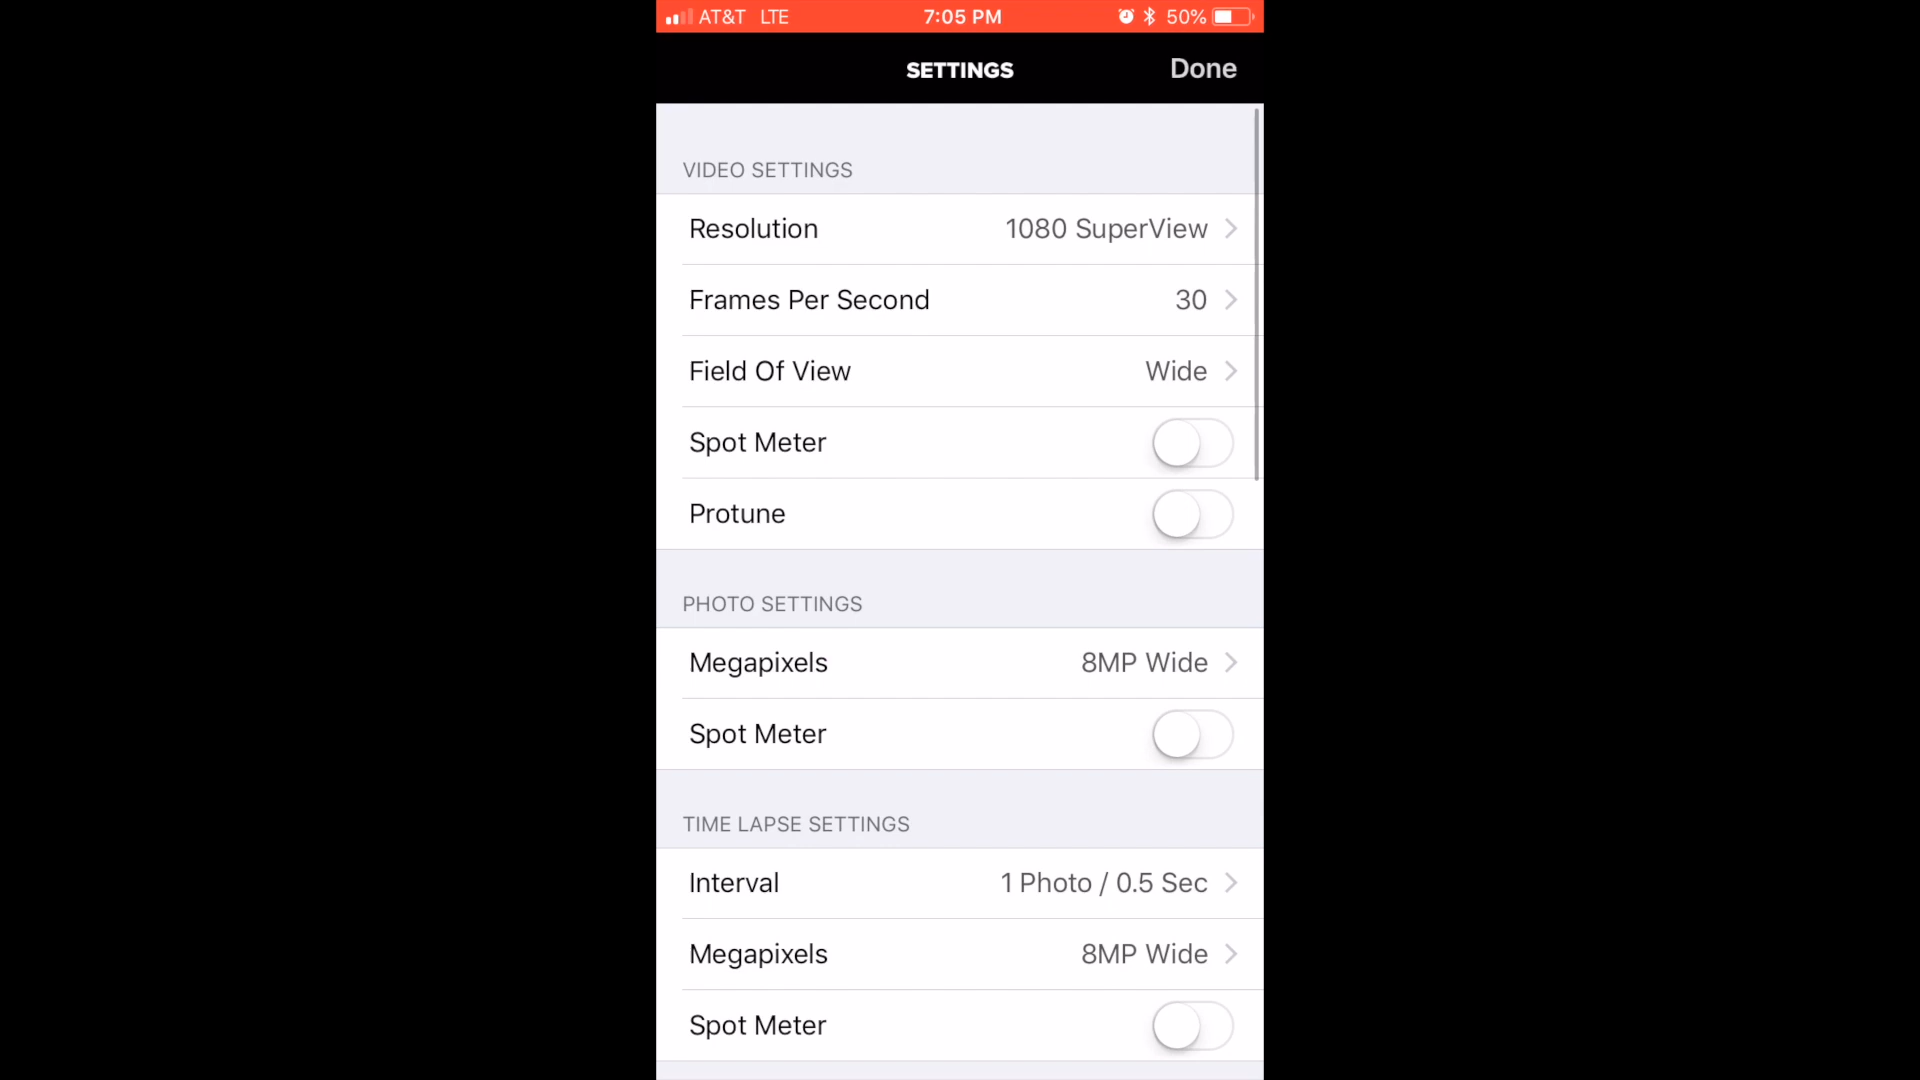 AT&T LTE 7:05 PM 50%
SETTINGS Done
VIDEO SETTINGS
Resolution 1080 SuperView
Frames Per Second 30
Field Of View Wide
Spot Meter
Protune
PHOTO SETTINGS
Megapixels 8MP Wide
Spot Meter
TIME LAPSE SETTINGS
Interval 1 Photo / 0.5 Sec
Megapixels 8MP Wide
Spot Meter